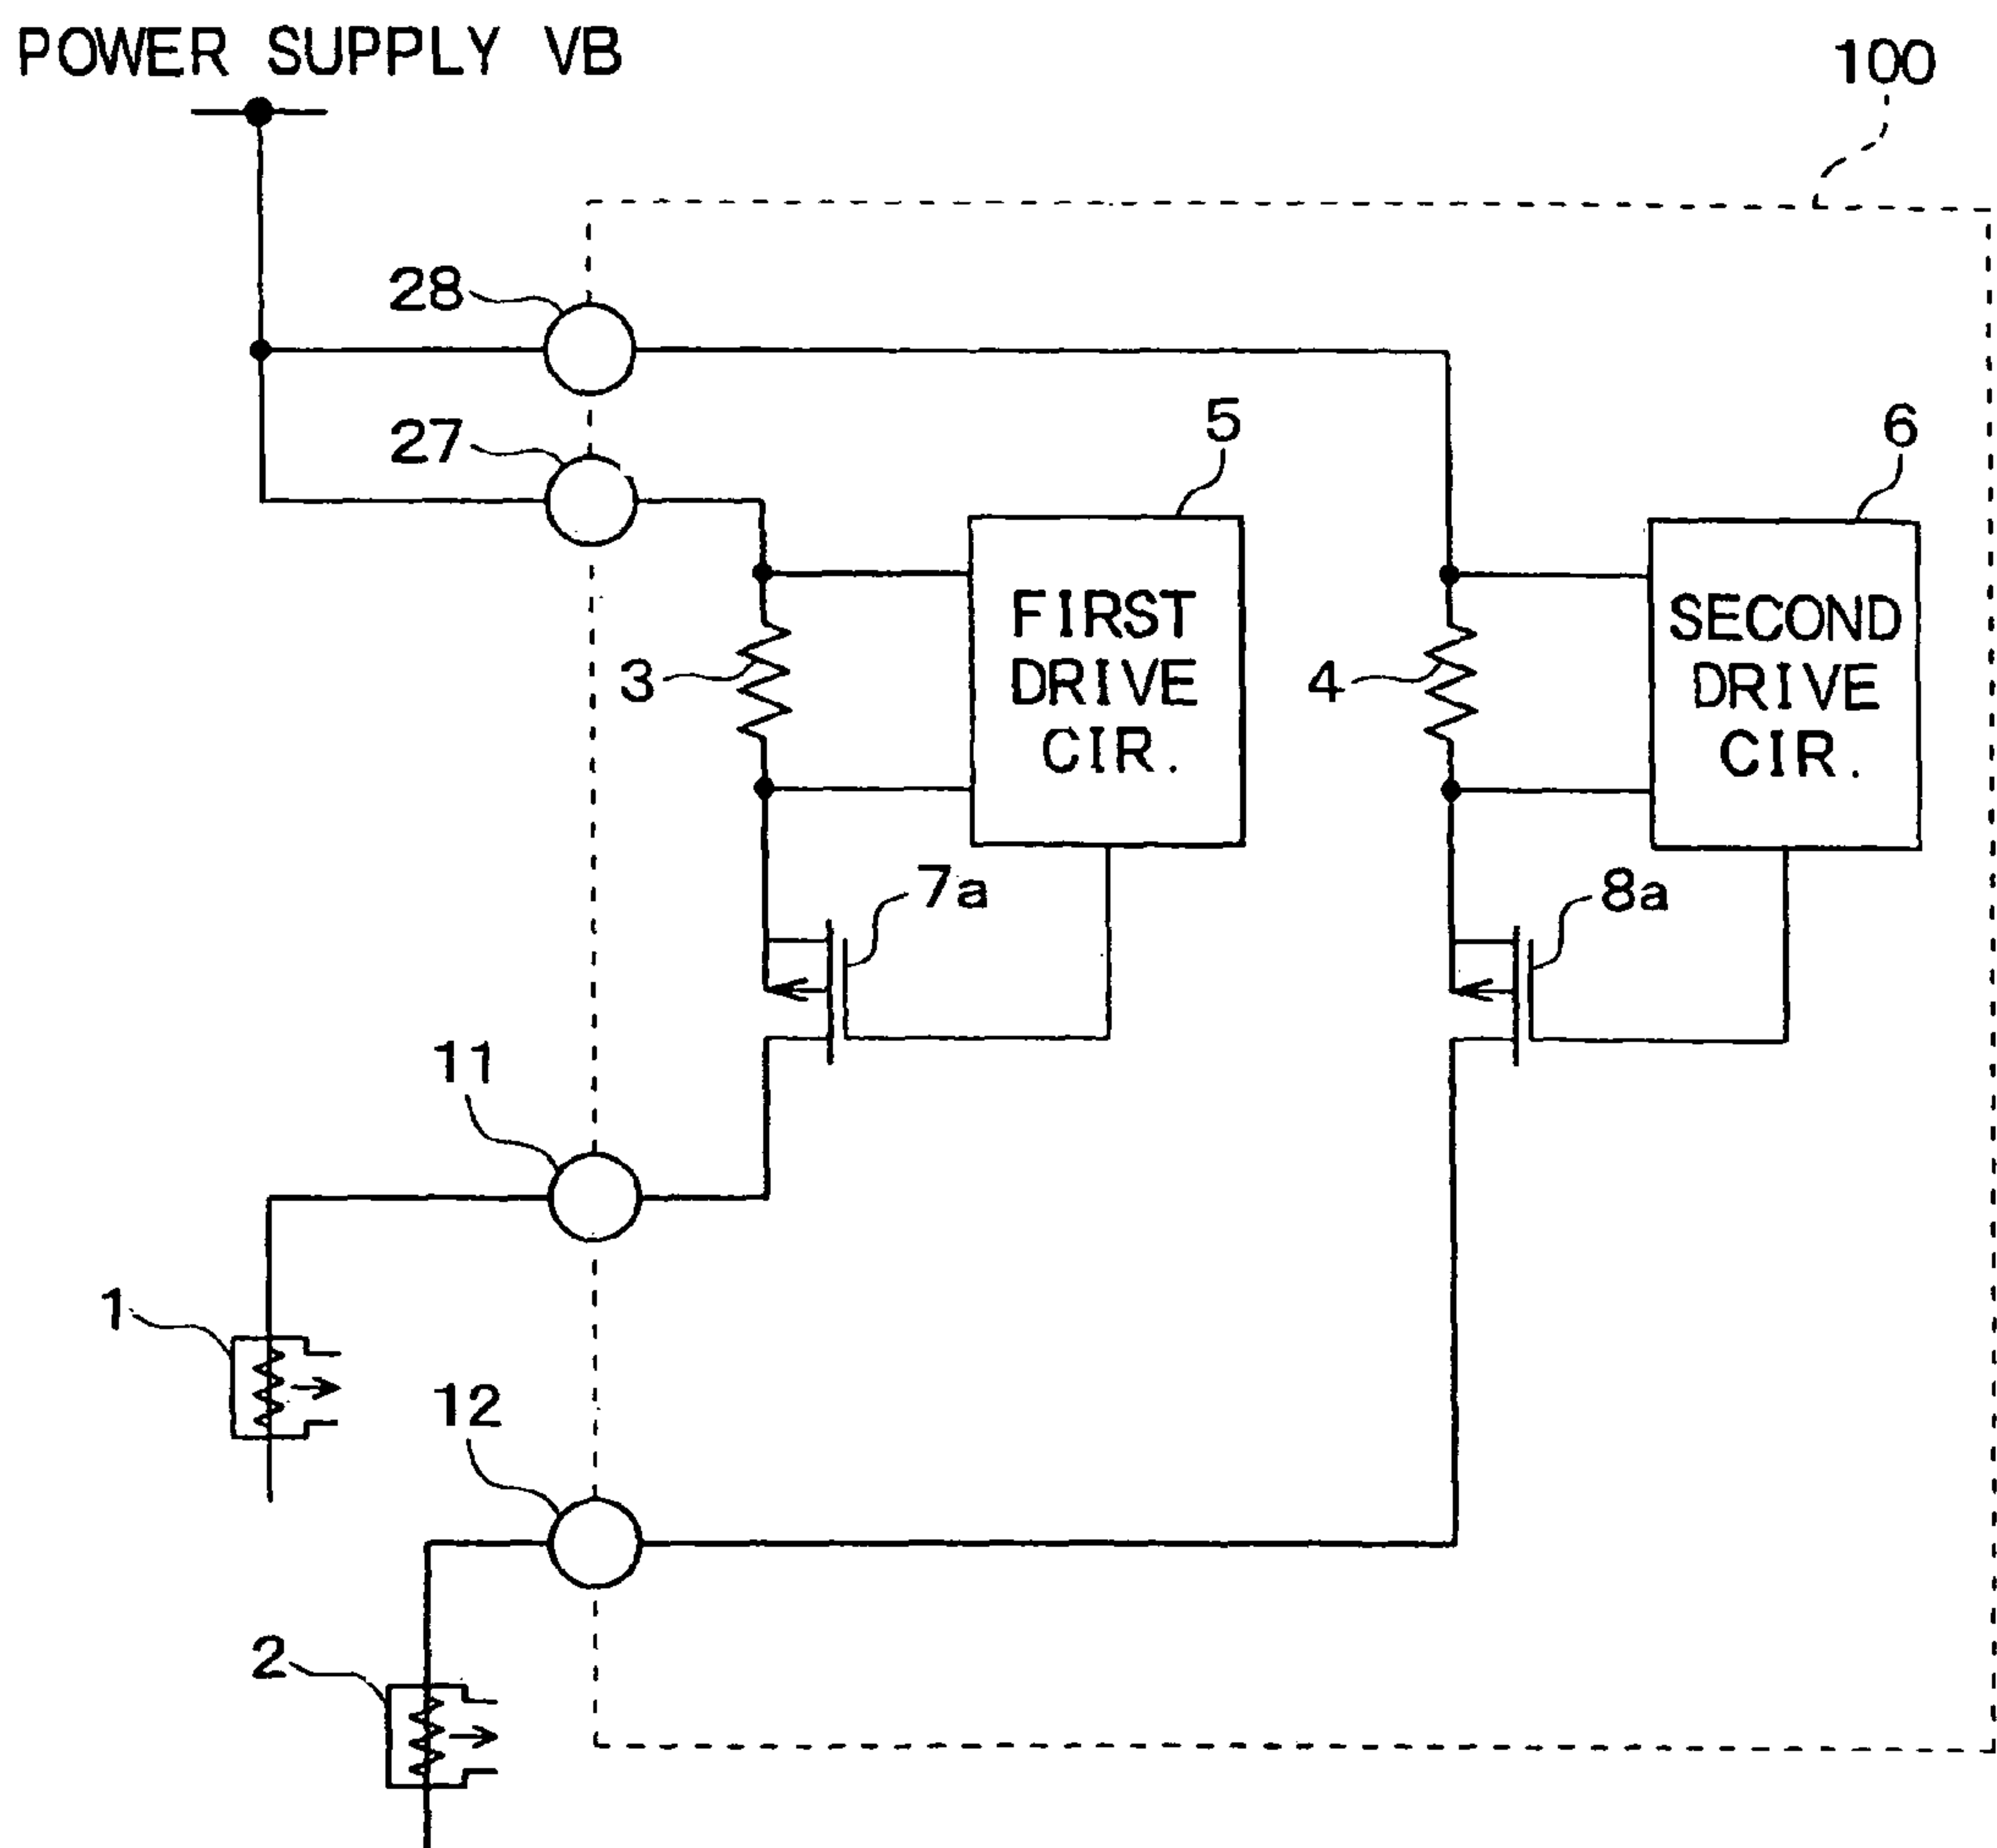 POWER SUPPLY VB
100
28
27
5
6
FIRST
DRIVE
CIR.
SECOND
DRIVE
CIR.
3
4
7a
8a
11
1
12
2